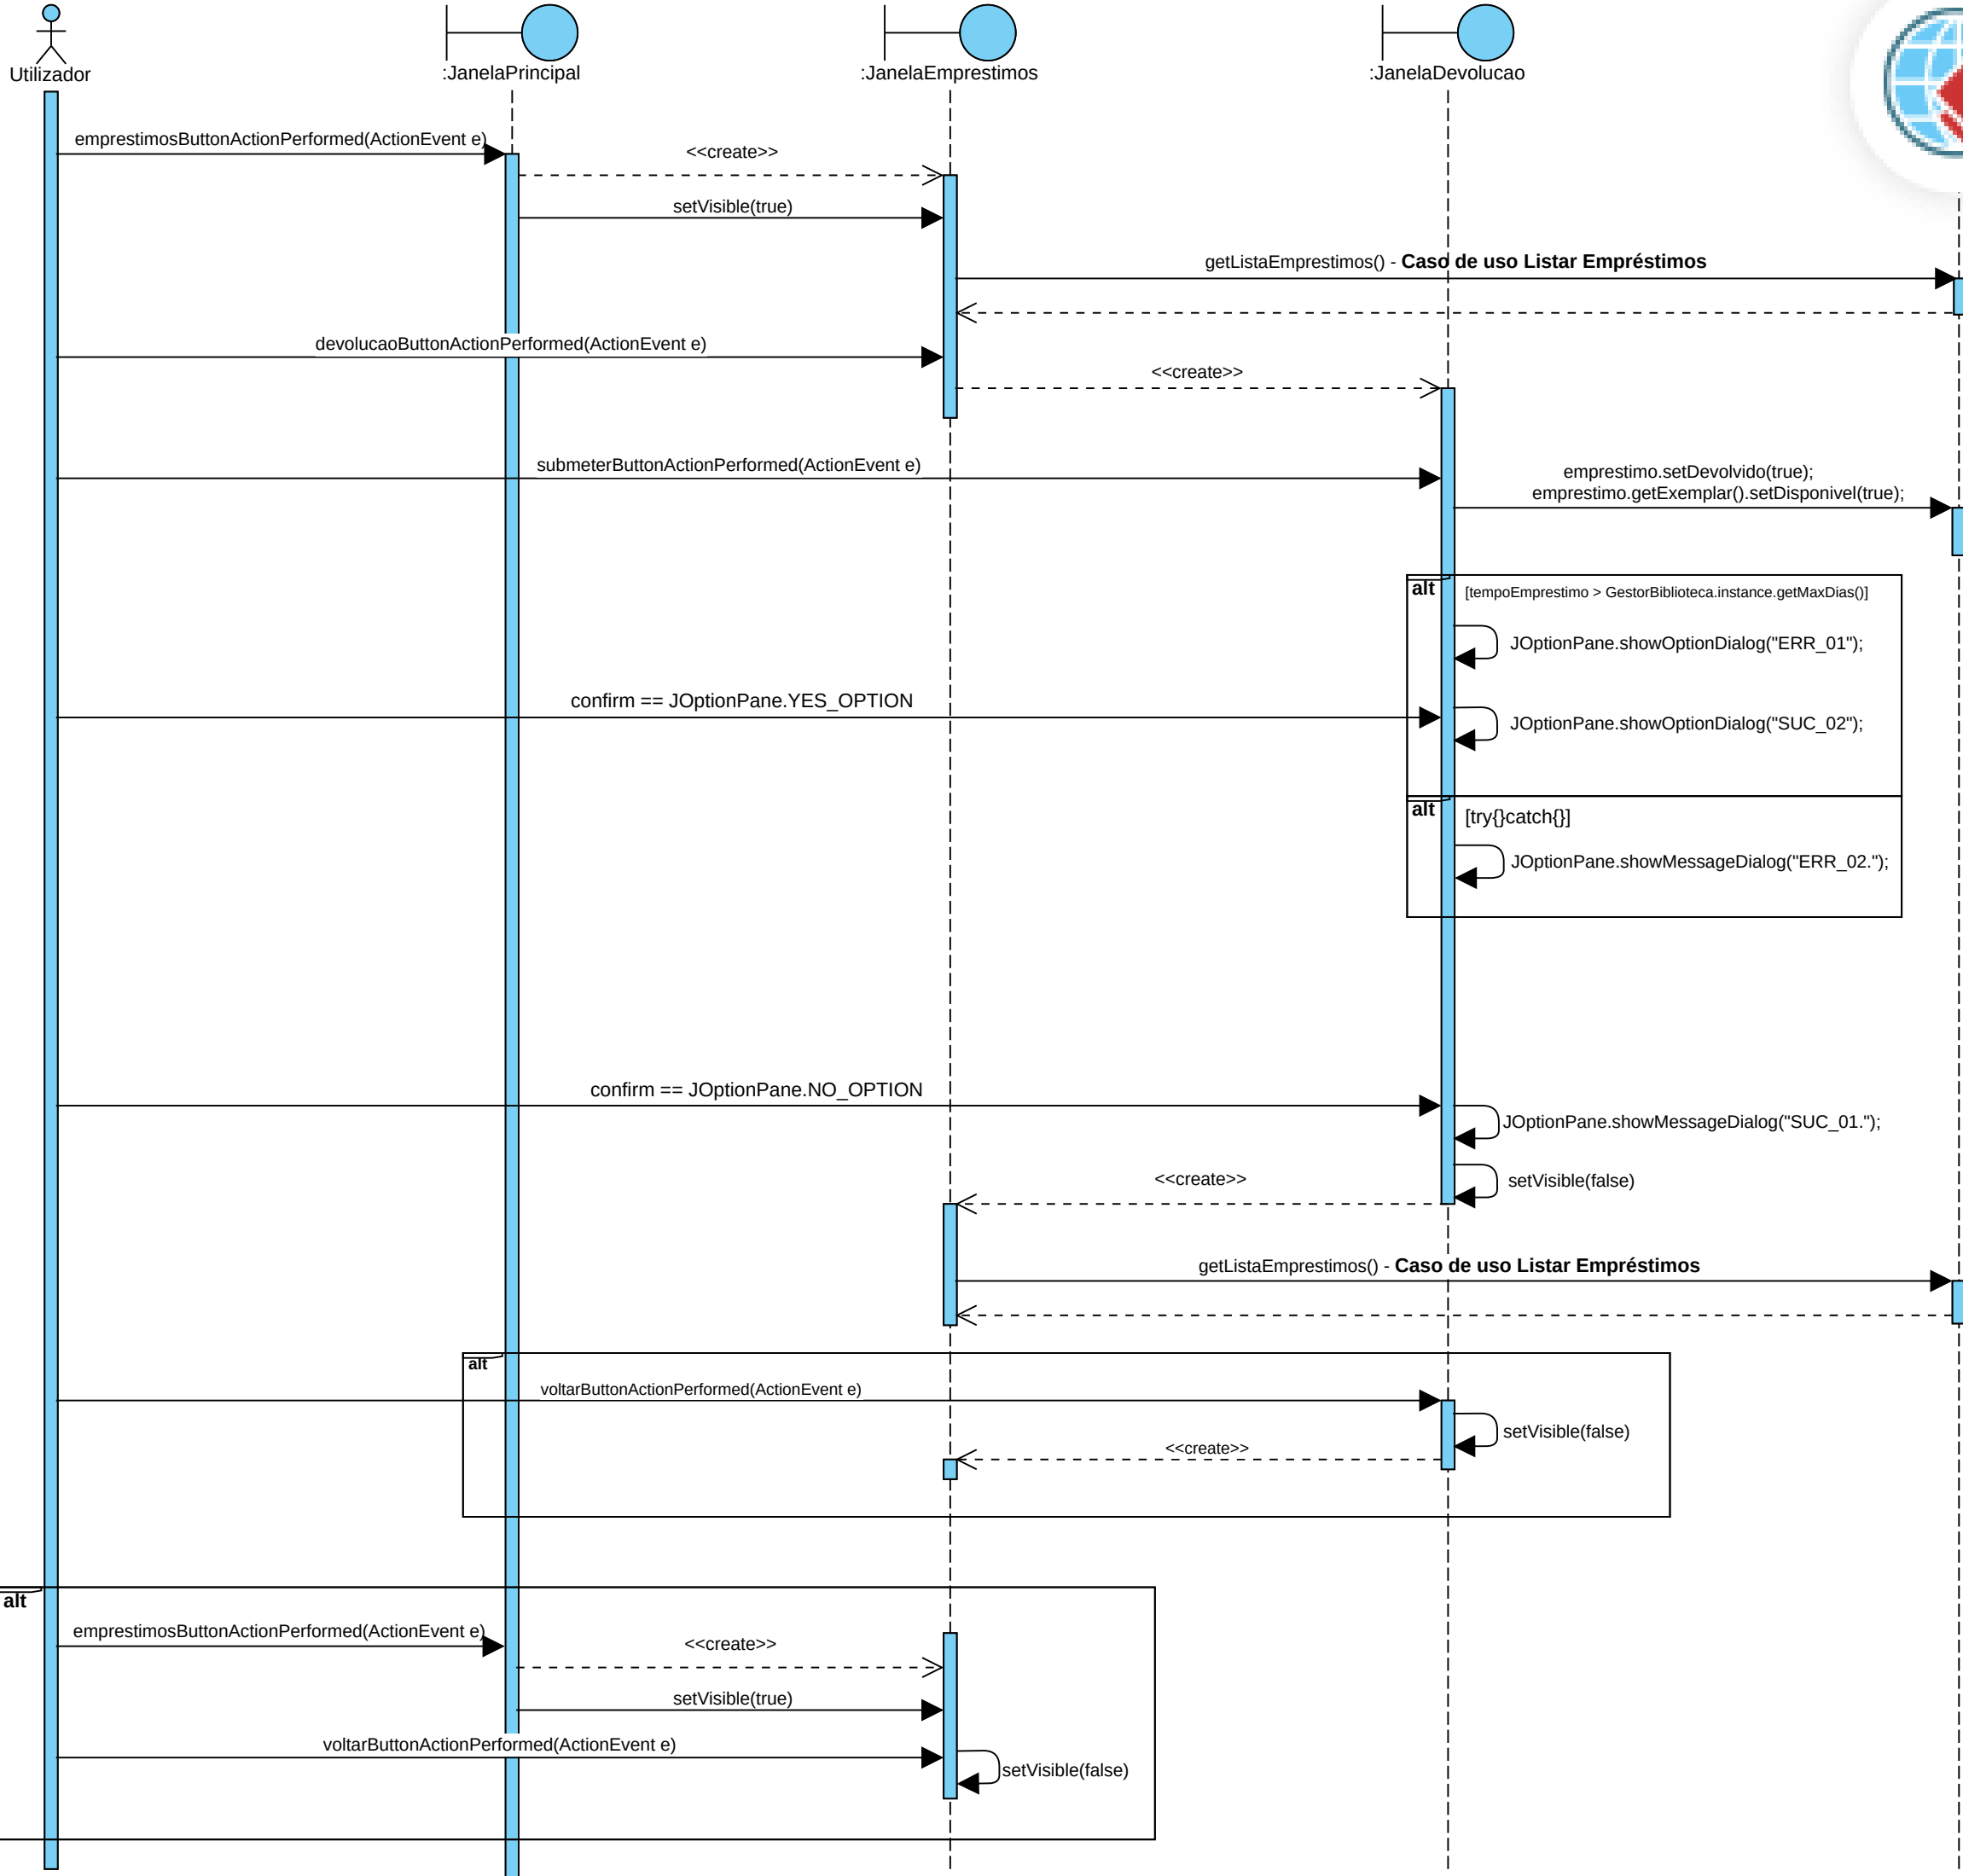 Utilizador
:JanelaPrincipal
:JanelaEmprestimos
:JanelaDevolucao
emprestimosButtonActionPerformed(ActionEvent e)
<<create>>
setVisible(true)
getListaEmprestimos() - Caso de uso Listar Empréstimos
devolucaoButtonActionPerformed(ActionEvent e)
<<create>>
submeterButtonActionPerformed(ActionEvent e)
emprestimo.setDevolvido(true);
emprestimo.getExemplar().setDisponivel(true);
alt
[tempoEmprestimo > GestorBiblioteca.instance.getMaxDias()]
JOptionPane.showOptionDialog("ERR_01");
confirm == JOptionPane.YES_OPTION
JOptionPane.showOptionDialog("SUC_02");
alt
[try{}catch{}]
JOptionPane.showMessageDialog("ERR_02.");
confirm == JOptionPane.NO_OPTION
JOptionPane.showMessageDialog("SUC_01.");
<<create>>
setVisible(false)
getListaEmprestimos() - Caso de uso Listar Empréstimos
alt
voltarButtonActionPerformed(ActionEvent e)
setVisible(false)
<<create>>
alt
emprestimosButtonActionPerformed(ActionEvent e)
<<create>>
setVisible(true)
voltarButtonActionPerformed(ActionEvent e)
setVisible(false)